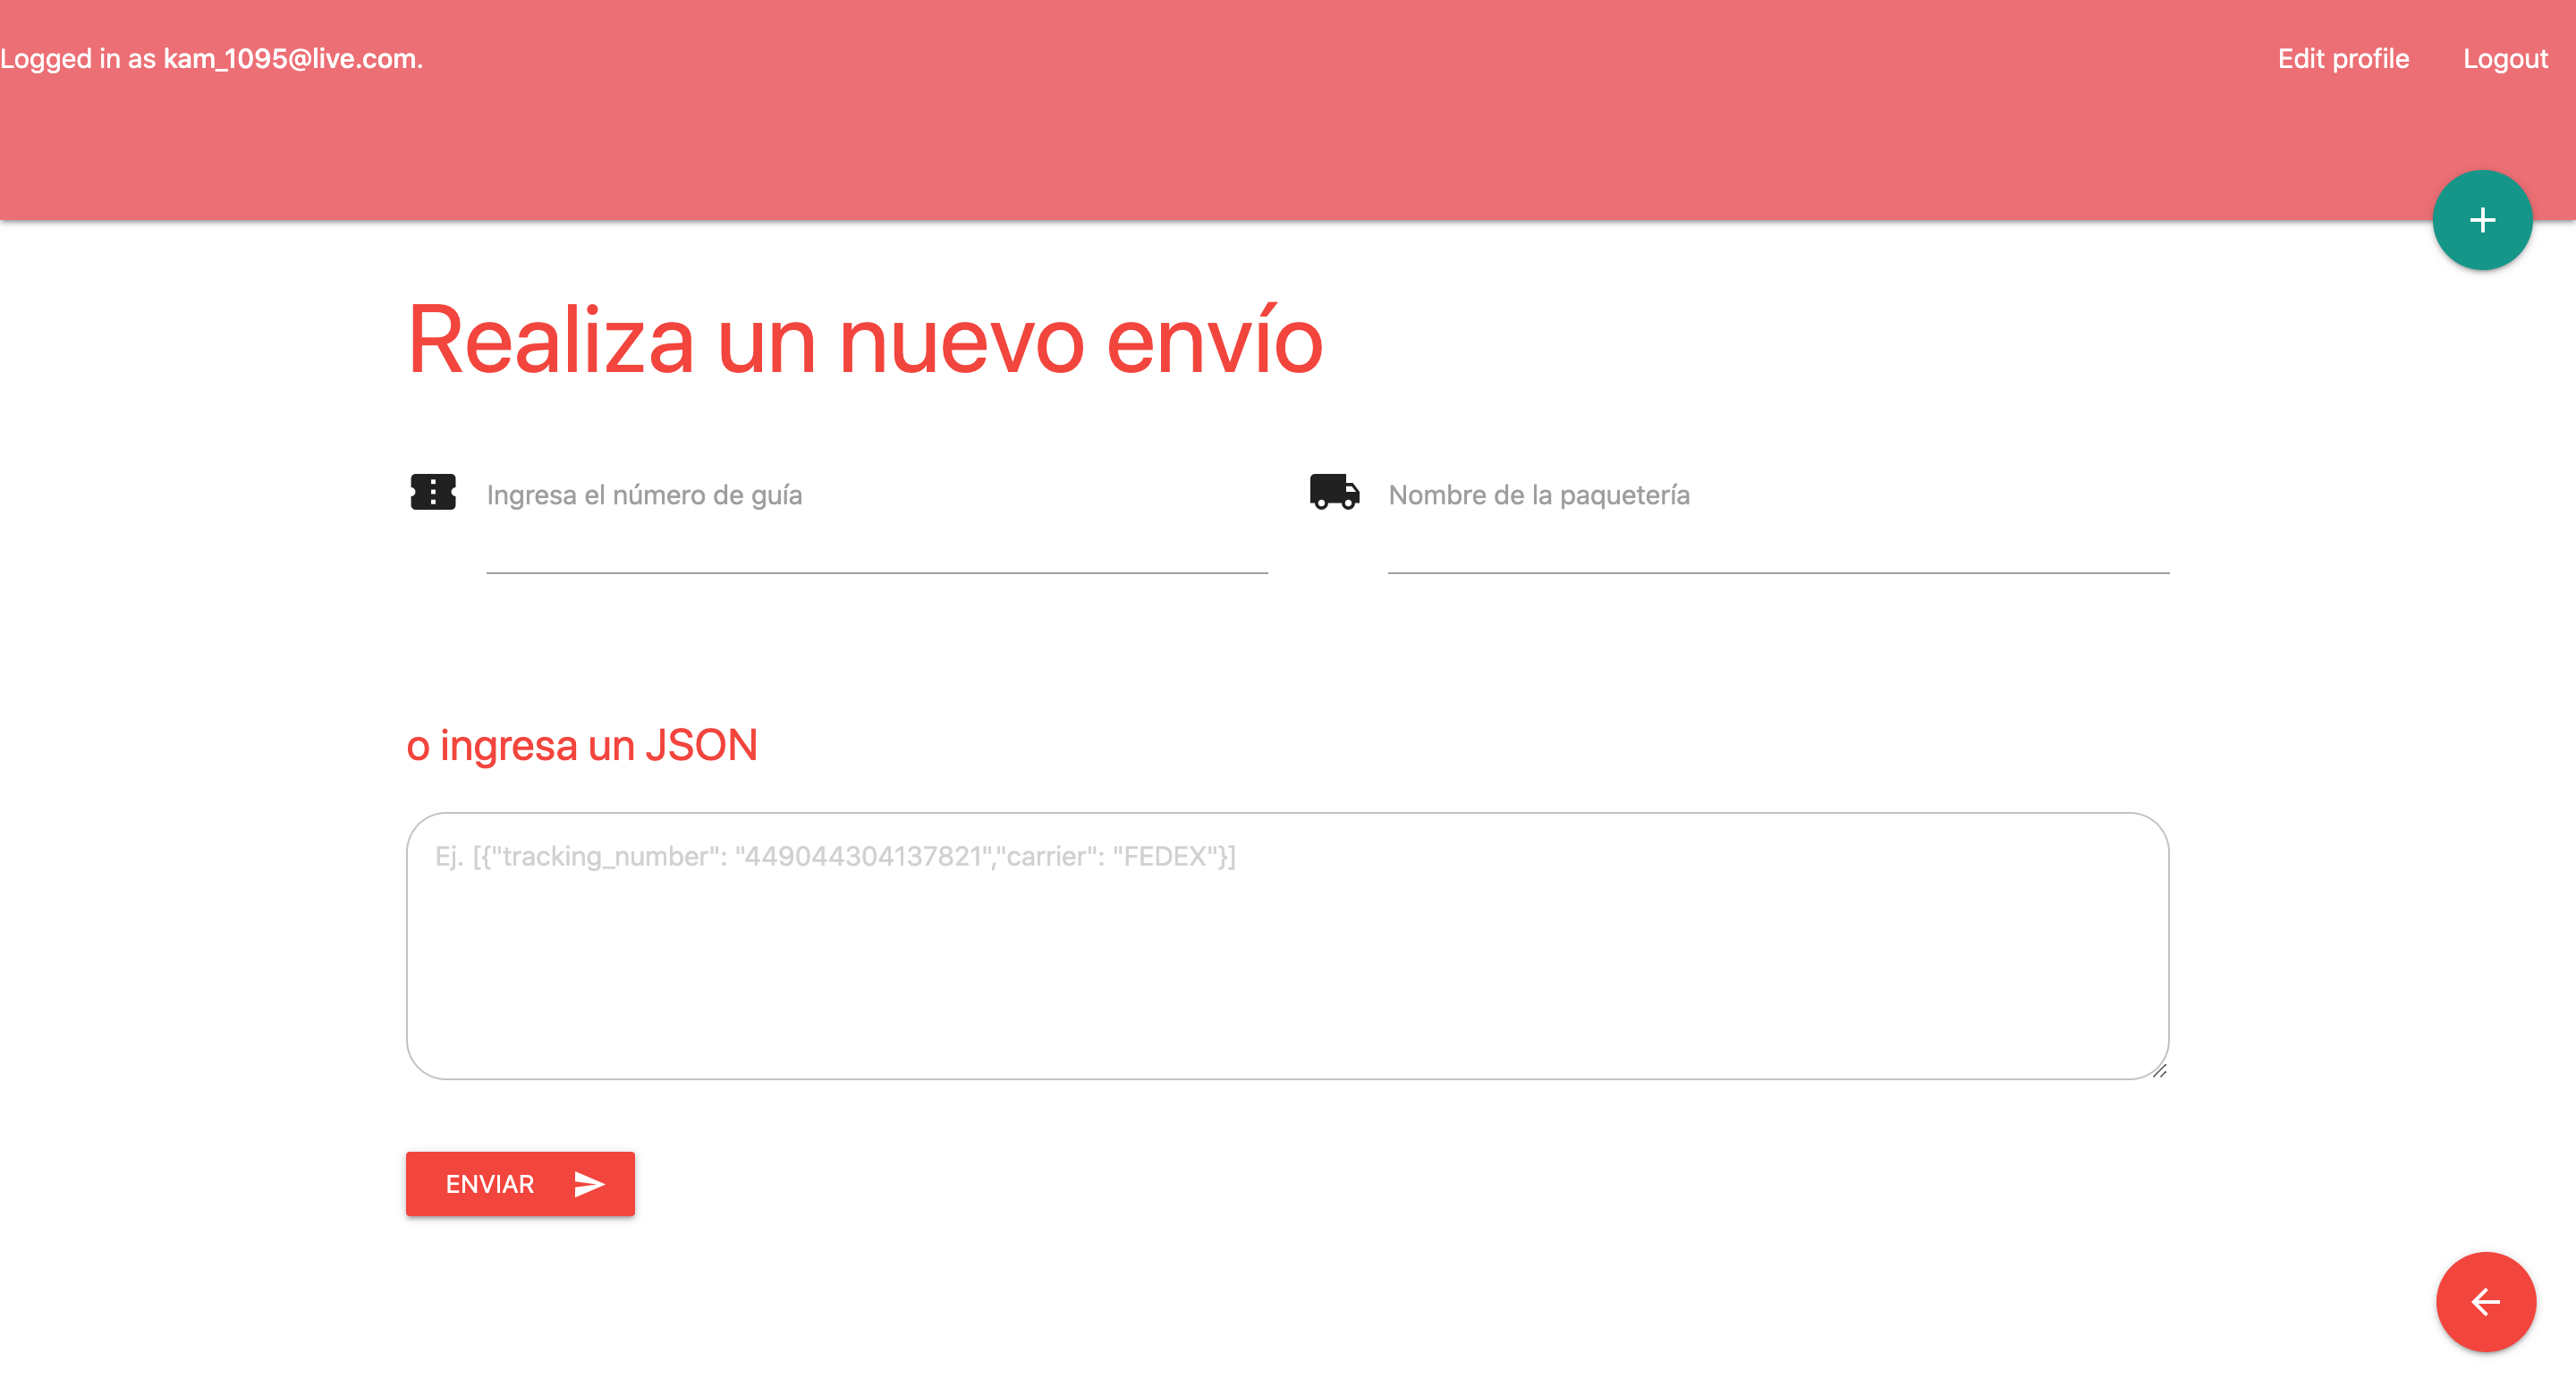 Logged in as kam_1095@live.com.
Edit profile
Logout
Realiza un nuevo envío
Ingresa el número de guía
Nombre de la paquetería
o ingresa un JSON
Ej. [{"tracking_number": "449044304137821","carrier": "FEDEX"}]
ENVIAR